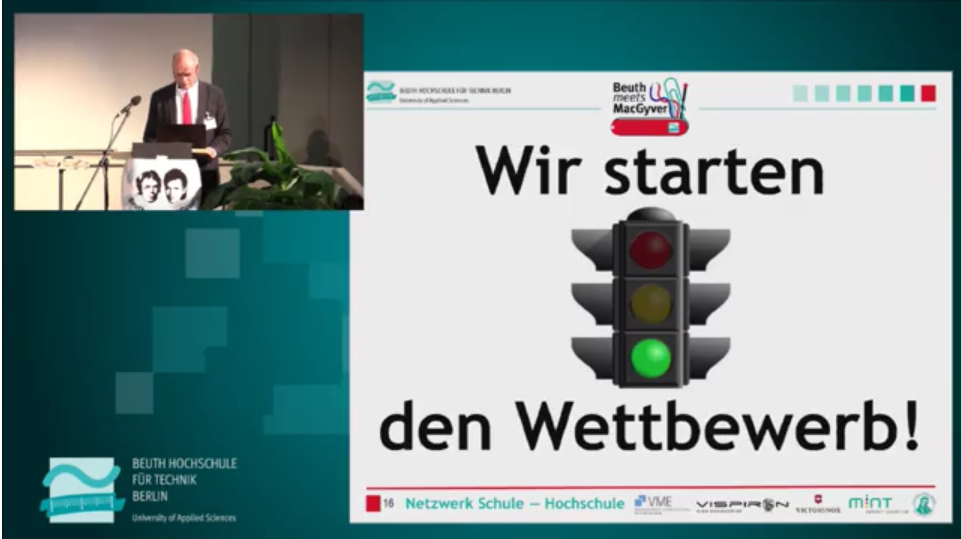 BEUTH HOCHSCHULE FÜR TECHNIK BERLIN
University of Applied Sciences
Beuth
meets
MacGyver
Wir starten
den Wettbewerb!
16 Netzwerk Schule – Hochschule VME VISPIRON VICTORINOX MINT
BEUTH HOCHSCHULE
FÜR TECHNIK
BERLIN
University of Applied Sciences